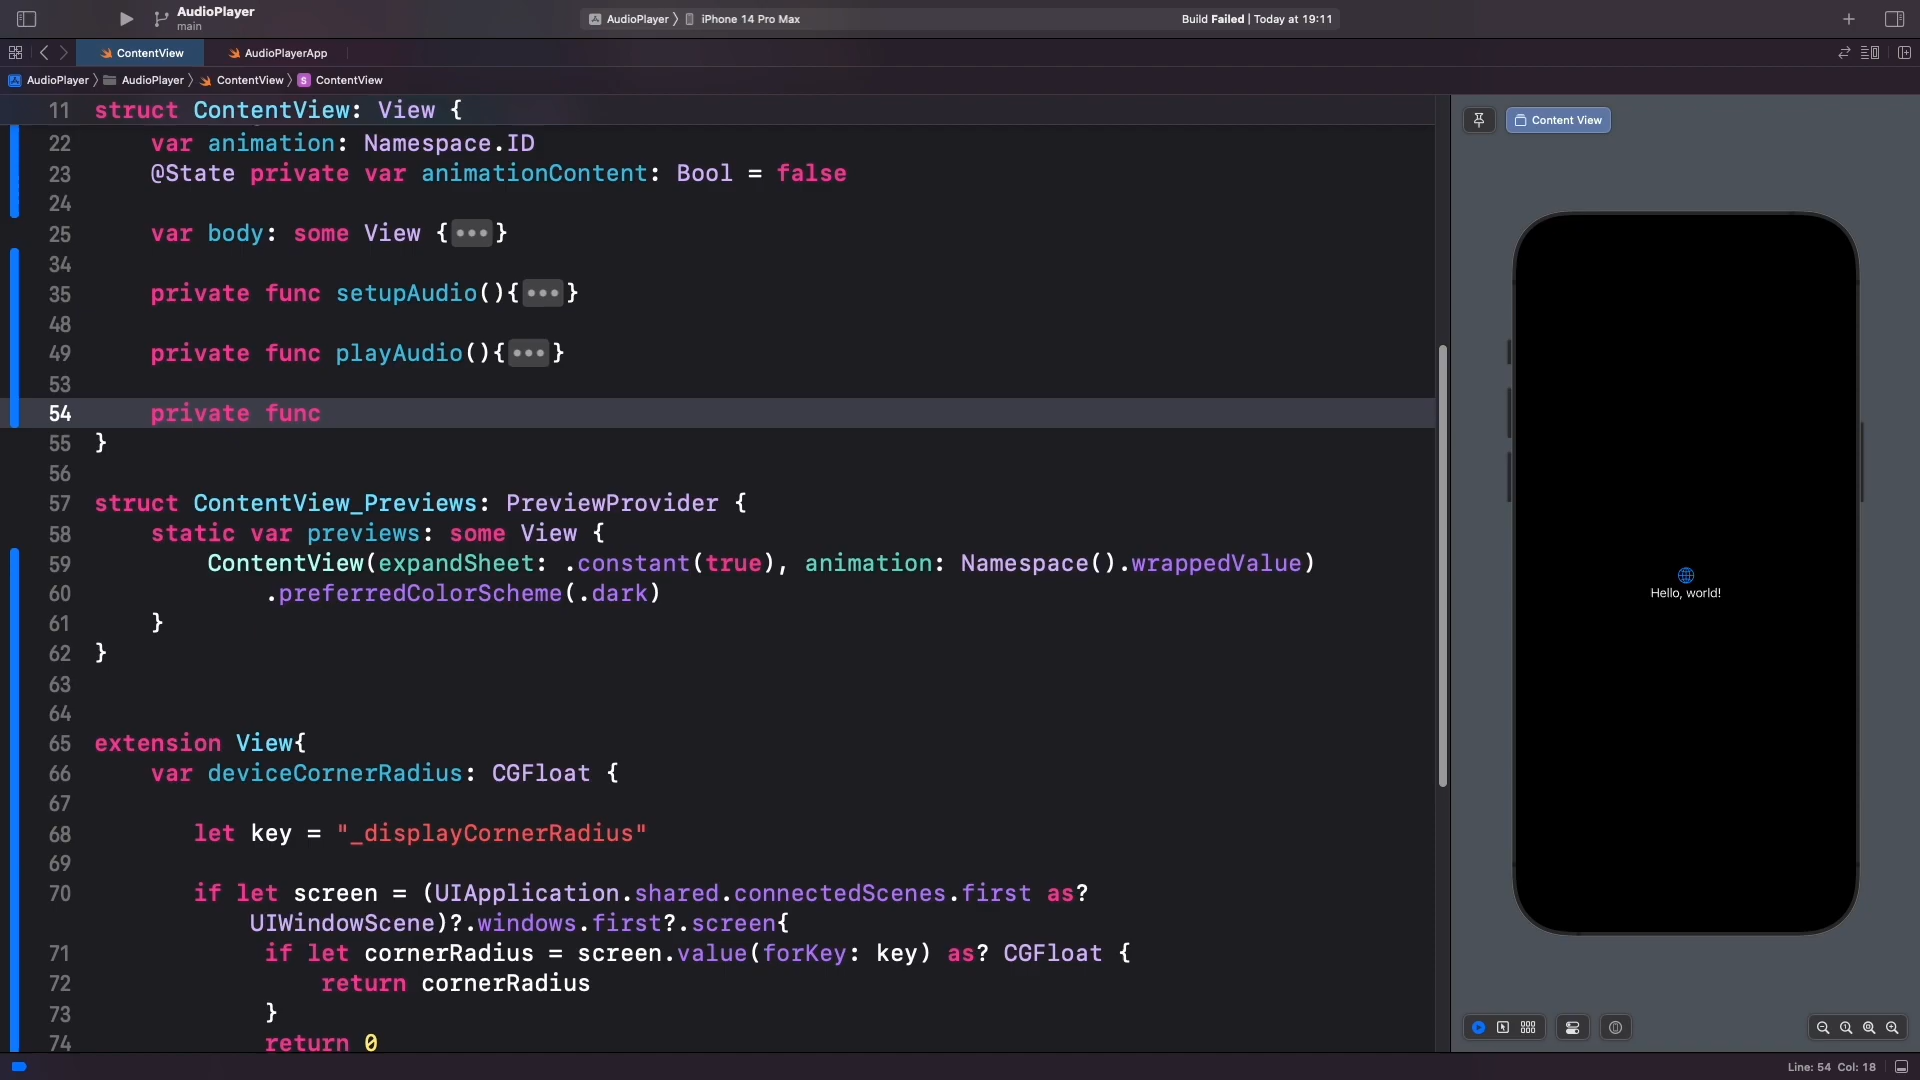 AudioPlayer
main
AudioPlayer 〉 iPhone 14 Pro Max
Build Failed | Today at 19:11
ContentView
AudioPlayerApp
AudioPlayer 〉 AudioPlayer 〉 ContentView 〉 S ContentView
11 struct ContentView: View {
22 var animation: Namespace.ID
23 @State private var animationContent: Bool = false
24
25 var body: some View {•••}
34
35 private func setupAudio(){•••}
48
49 private func playAudio(){•••}
53
54 private func
55 }
56
57 struct ContentView_Previews: PreviewProvider {
58 static var previews: some View {
59 ContentView(expandSheet: .constant(true), animation: Namespace().wrappedValue)
60 .preferredColorScheme(.dark)
61 }
62 }
63
64
65 extension View{
66 var deviceCornerRadius: CGFloat {
67
68 let key = "_displayCornerRadius"
69
70 if let screen = (UIApplication.shared.connectedScenes.first as?
UIWindowScene)?.windows.first?.screen{
71 if let cornerRadius = screen.value(forKey: key) as? CGFloat {
72 return cornerRadius
73 }
74 return 0
Content View
Hello, world!
Line: 54 Col: 18